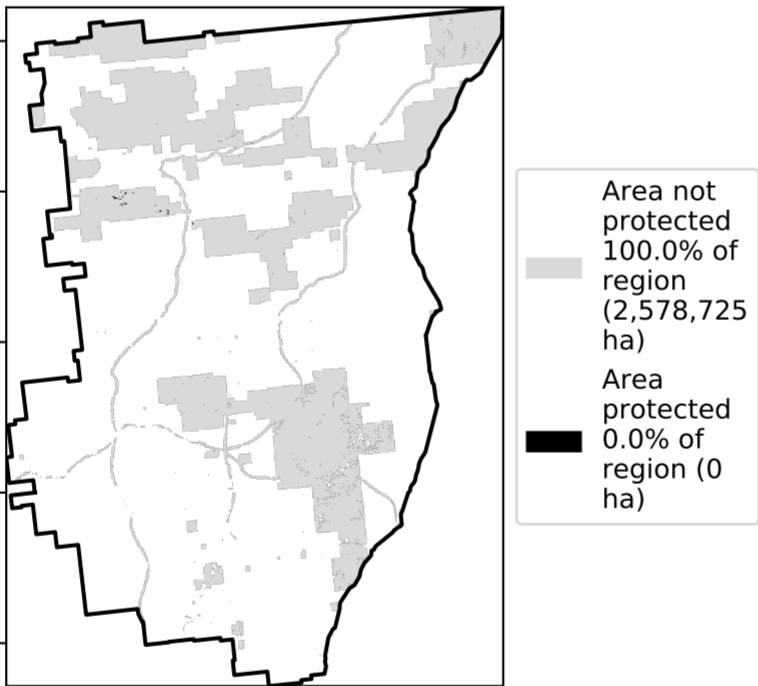 Area not
protected
100.0% of
region
(2,578,725
ha)
Area
protected
0.0% of
region (0
ha)